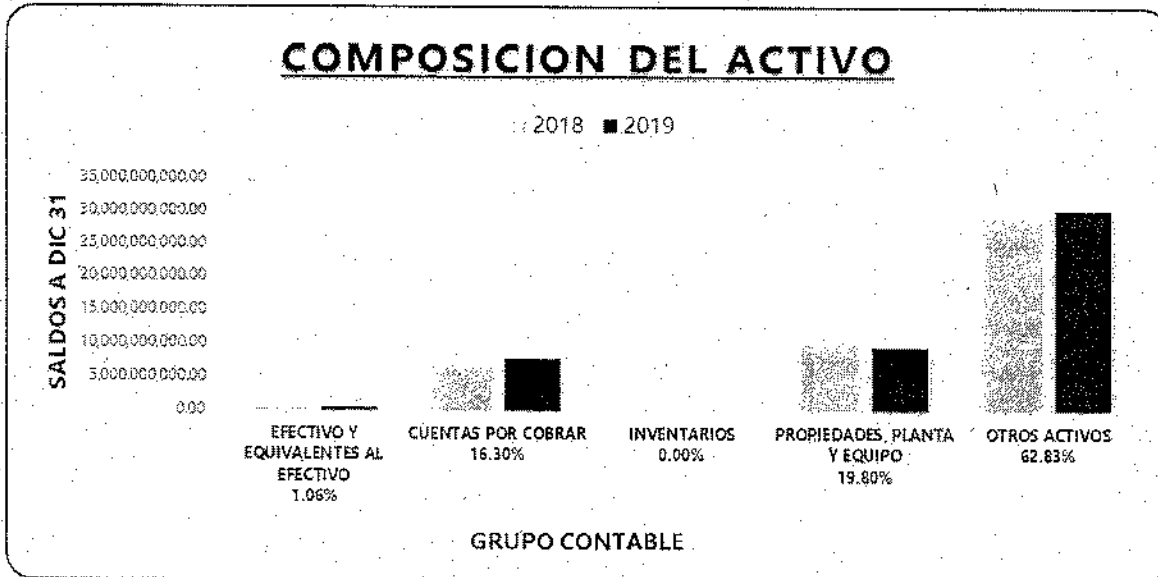 COMPOSICION DEL ACTIVO
2018 2019
SALDOS A DIC 31
35,000,000,000.00
30,000,000,000.00
25,000,000,000.00
20,000,000,000.00
15,000,000,000.00
10,000,000,000.00
5,000,000,000.00
0.00
EFECTIVO Y
EQUIVALENTES AL
EFECTIVO
1.06%
CUENTAS POR COBRAR
16.30%
INVENTARIOS
0.00%
PROPIEDADES, PLANTA
Y EQUIPO
19.80%
OTROS ACTIVOS
62.83%
GRUPO CONTABLE